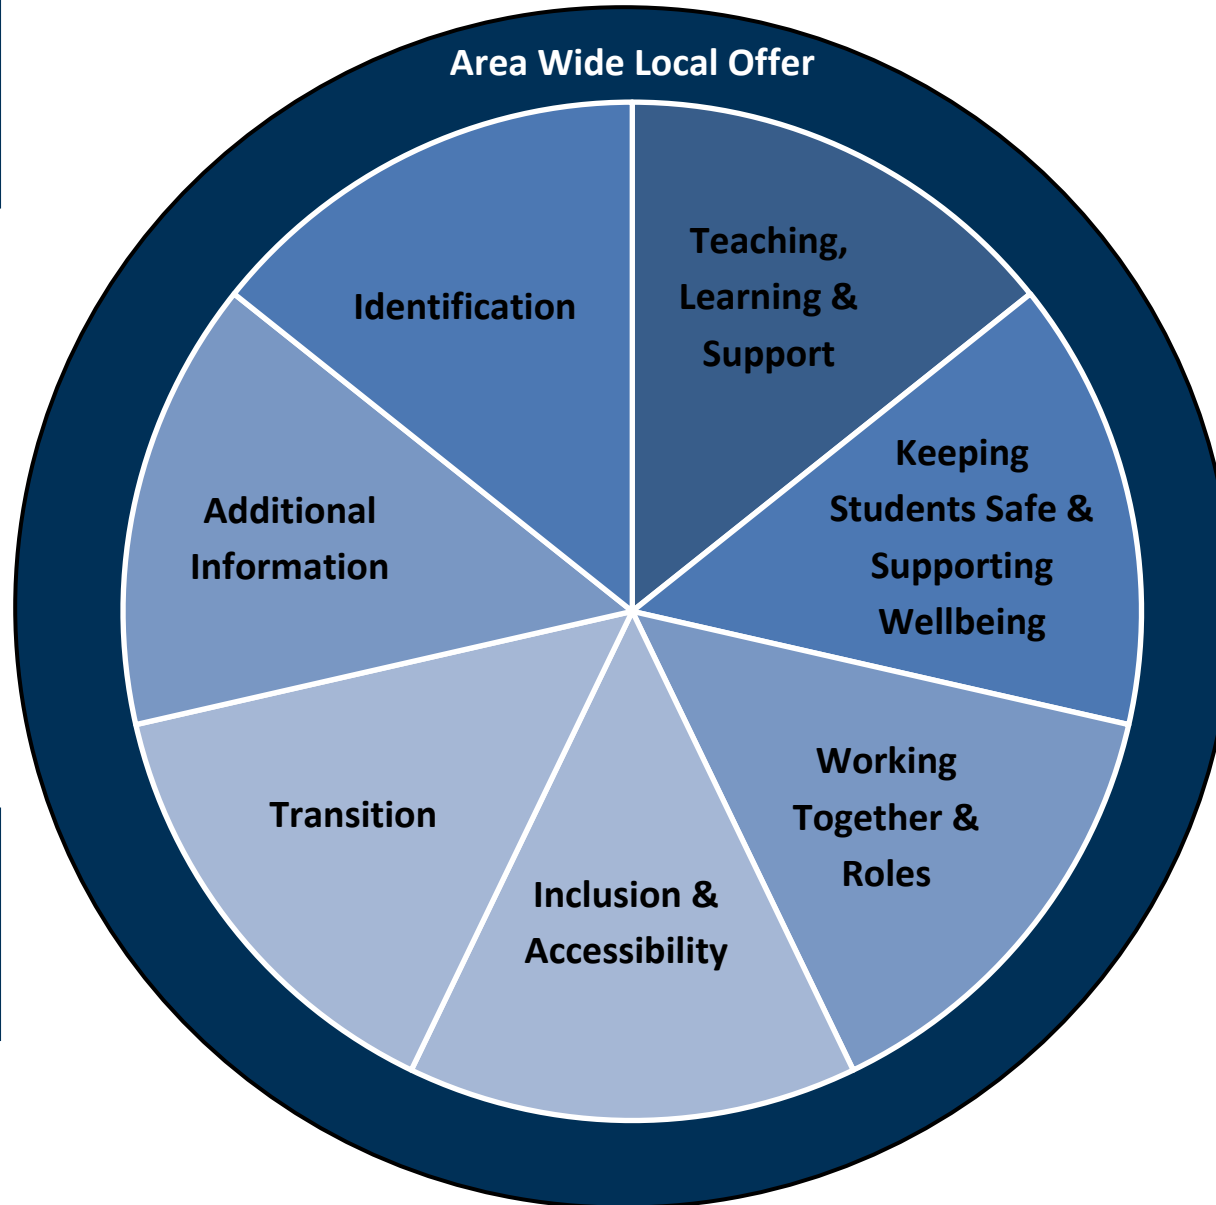 Area Wide Local Offer
Teaching,
Learning &
Support
Identification
Keeping
Students Safe &
Supporting
Wellbeing
Additional
Information
Working
Together &
Roles
Transition
Inclusion &
Accessibility